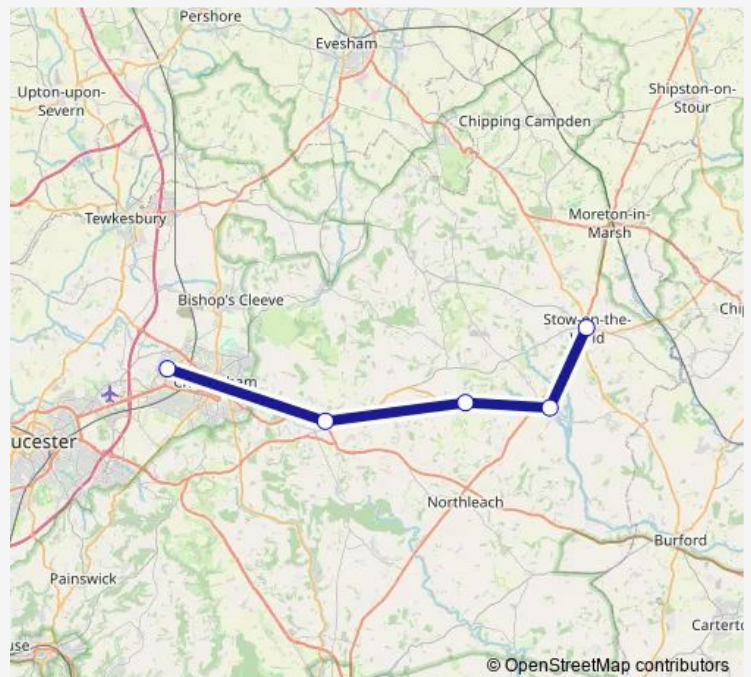 Pershore
Evesham
Upton-upon-
Severn
Shipston-on-
Stour
Chipping Campden
Tewkesbury
Moreton-in-
Marsh
Bishop's Cleeve
Chi
Stow-on-the-
ucester
Northleach
Burford
Painswick
Carterto
use
© OpenStreetMap contributors